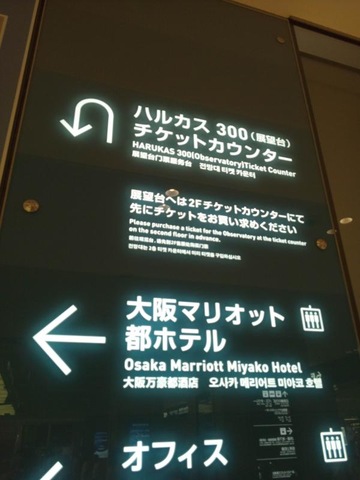 ハルカス 300(展望台)
チケットカウンター
HARUKAS 300(Observatory)Ticket Counter
展望台门票服务台 전망대 티켓 카운터
展望台へは2Fチケットカウンターにて
先にチケットをお買い求めください
Please purchase a ticket for the Observatory at the ticket counter
on the second floor in advance.
大阪マリオット
都ホテル
Osaka Marriott Miyako Hotel
大阪万豪都酒店 오사카 메리어트 미야코 호텔
オフィス